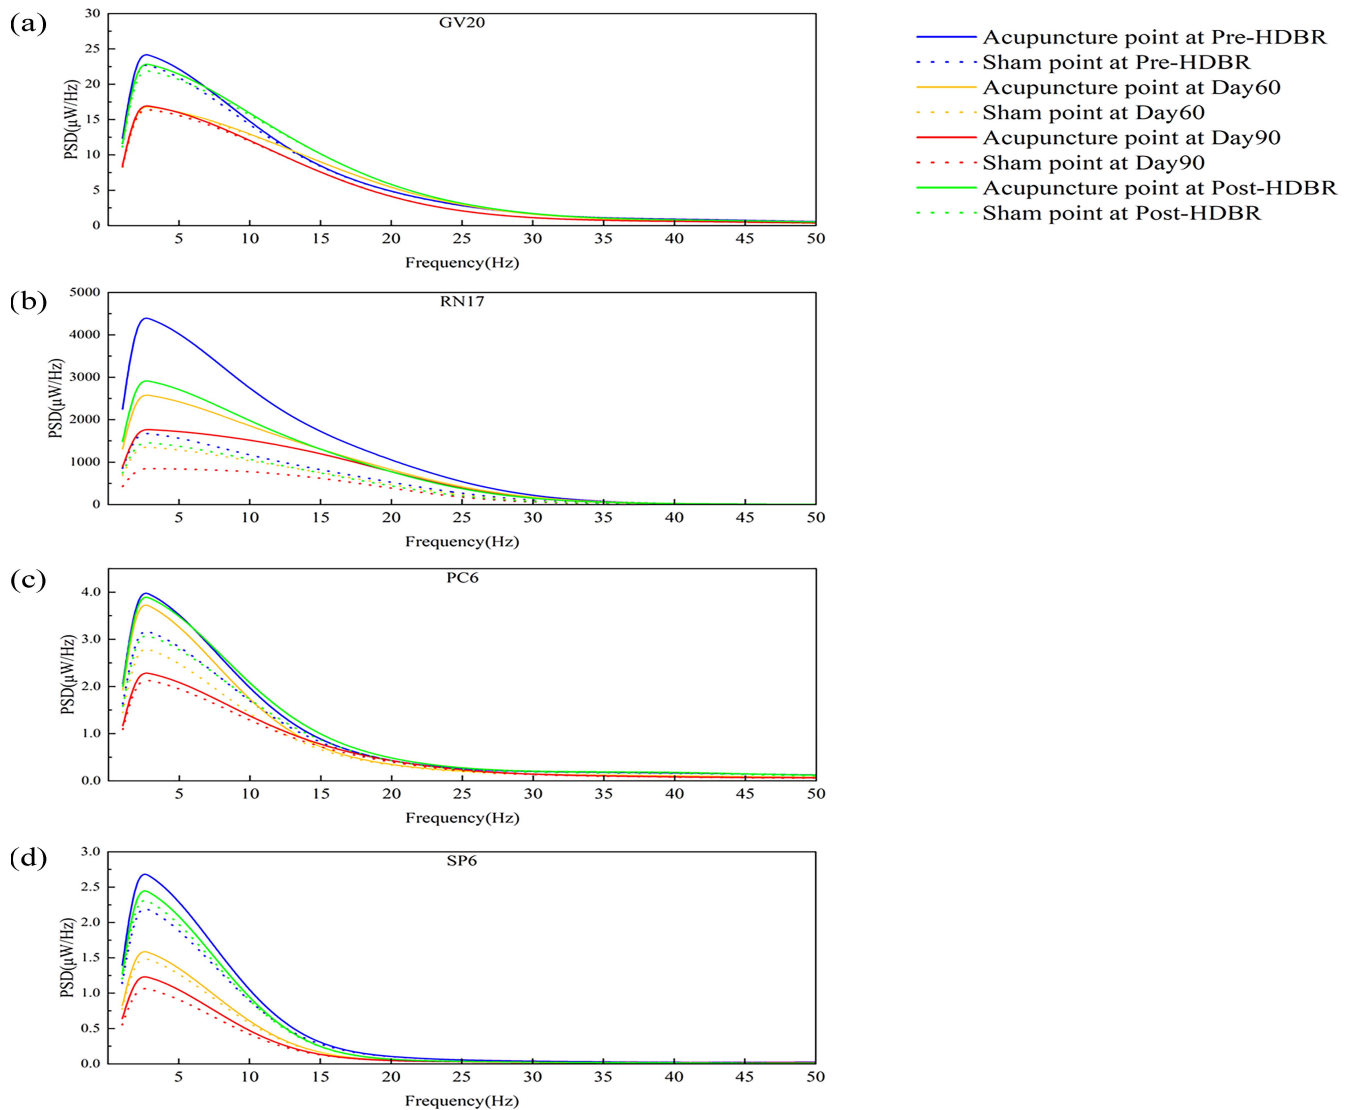 (a)
GV20
30
25
20
15
10
5
0
PSD(μW/Hz)
5 10 15 20 25 30 35 40 45 50
Frequency(Hz)
Acupuncture point at Pre-HDBR
Sham point at Pre-HDBR
Acupuncture point at Day60
Sham point at Day60
Acupuncture point at Day90
Sham point at Day90
Acupuncture point at Post-HDBR
Sham point at Post-HDBR
(b)
RN17
5000
4000
3000
2000
1000
0
PSD(μW/Hz)
5 10 15 20 25 30 35 40 45 50
Frequency(Hz)
(c)
PC6
4.0
3.0
2.0
1.0
0.0
PSD(μW/Hz)
5 10 15 20 25 30 35 40 45 50
Frequency(Hz)
(d)
SP6
3.0
2.5
2.0
1.5
1.0
0.5
0.0
PSD(μW/Hz)
5 10 15 20 25 30 35 40 45 50
Frequency(Hz)